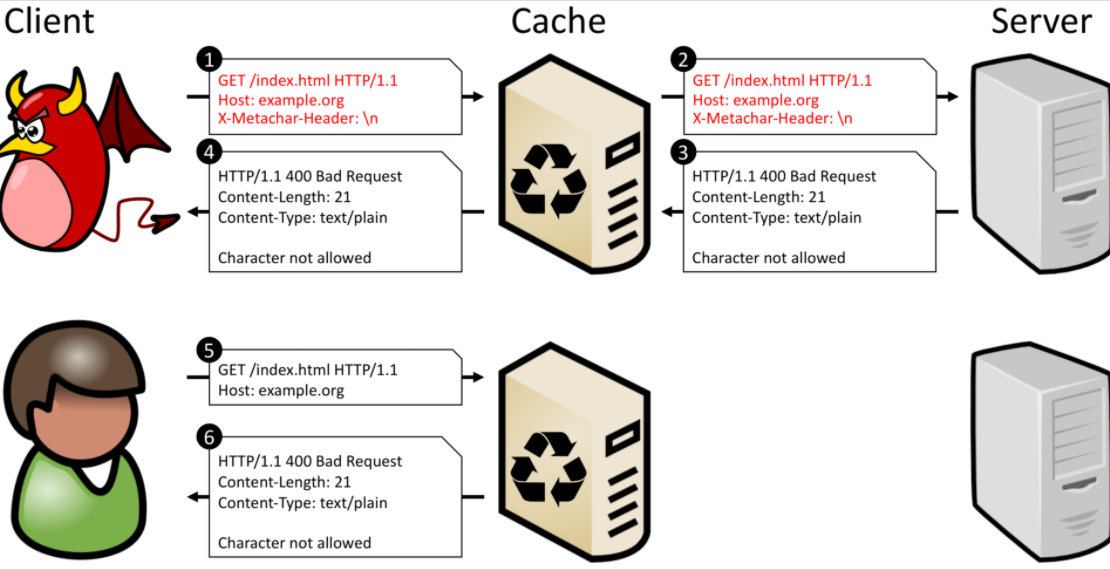 Client
Cache
Server
1
GET /index.html HTTP/1.1
Host: example.org
X-Metachar-Header: \n
2
GET /index.html HTTP/1.1
Host: example.org
X-Metachar-Header: \n
4
HTTP/1.1 400 Bad Request
Content-Length: 21
Content-Type: text/plain
Character not allowed
3
HTTP/1.1 400 Bad Request
Content-Length: 21
Content-Type: text/plain
Character not allowed
5
GET /index.html HTTP/1.1
Host: example.org
6
HTTP/1.1 400 Bad Request
Content-Length: 21
Content-Type: text/plain
Character not allowed